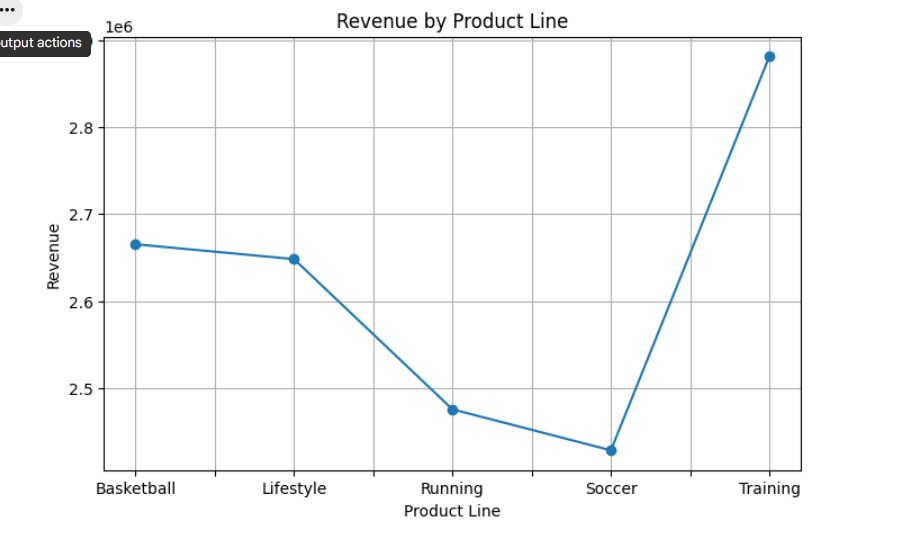 •••
utput actions
Revenue by Product Line
1e6
2.8
2.7
2.6
2.5
Revenue
Basketball Lifestyle Running Soccer Training
Product Line